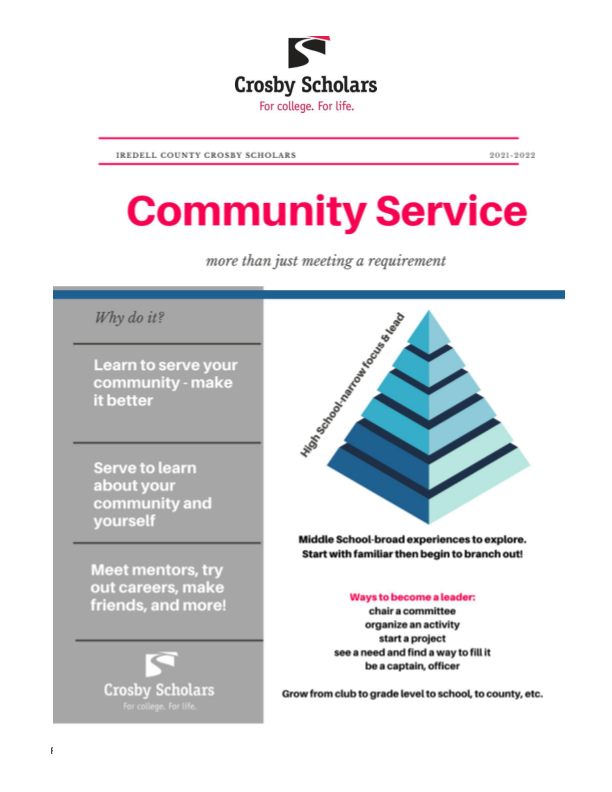 Crosby Scholars
For college. For life.
IREDELL COUNTY CROSBY SCHOLARS 2021-2022
Community Service
more than just meeting a requirement
Why do it?
Learn to serve your
community - make
it better
Serve to learn
about your
community and
yourself
Meet mentors, try
out careers, make
friends, and more!
Crosby Scholars
For college. For life.
High School-narrow focus & lead
Middle School-broad experiences to explore.
Start with familiar then begin to branch out!
Ways to become a leader:
chair a committee
organize an activity
start a project
see a need and find a way to fill it
be a captain, officer
Grow from club to grade level to school, to county, etc.